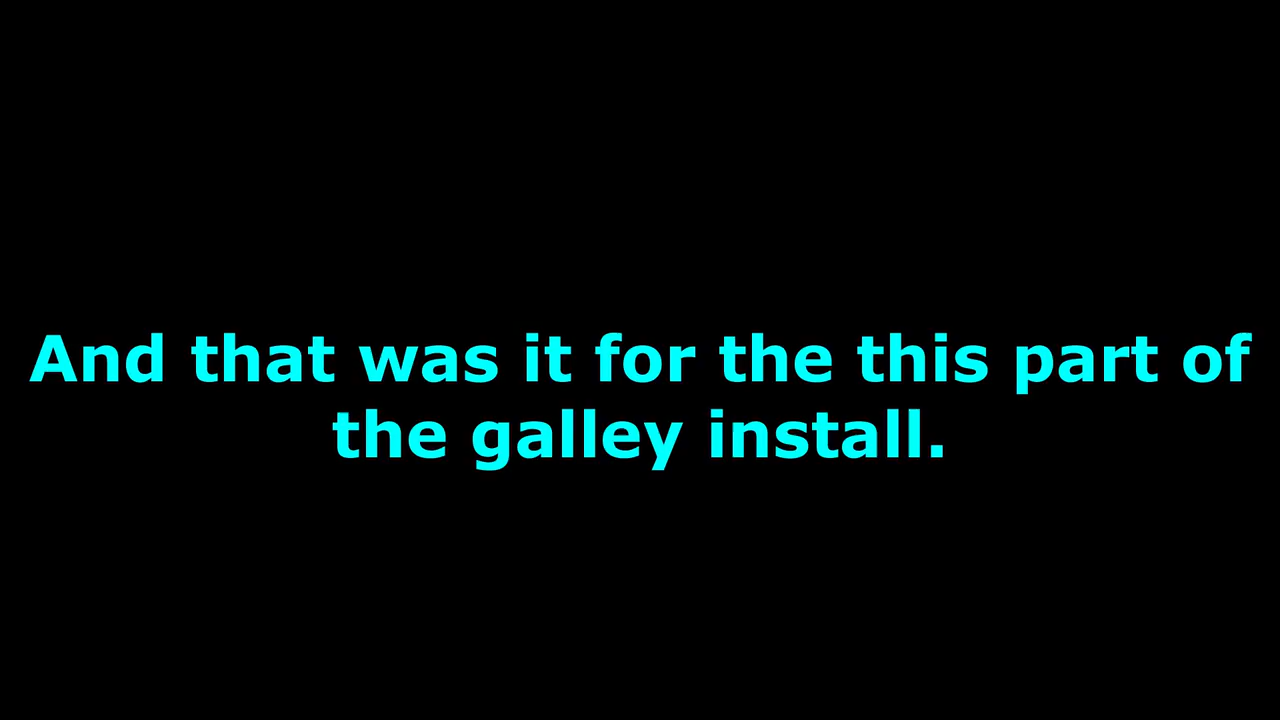 And that was it for the this part of
the galley install.